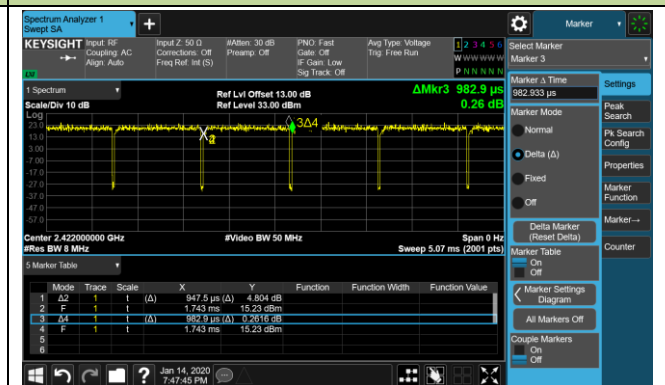 Spectrum Analyzer 1
Swept SA
Marker
KEYSIGHT
Input: RF
Coupling: AC
Align: Auto
Input Z: 50 Ω
Corrections: Off
Freq Ref: Int (S)
#Atten: 30 dB
Preamp: Off
PNO: Fast
Gate: Off
IF Gain: Low
Sig Track: Off
Avg Type: Voltage
Trig: Free Run
1 2 3 4 5 6
W W W W W W
P N N N N N
Select Marker
Marker 3
1 Spectrum
Scale/Div 10 dB
Ref Lvl Offset 13.00 dB
Ref Level 33.00 dBm
ΔMkr3 982.9 µs
0.26 dB
Log
23.0
13.0
3.00
-7.00
-17.0
-27.0
-37.0
-47.0
-57.0
3Δ4
Center 2.422000000 GHz
#Res BW 8 MHz
#Video BW 50 MHz
Span 0 Hz
Sweep 5.07 ms (2001 pts)
5 Marker Table
Mode Trace Scale X Y Function Function Width Function Value
1 Δ2 1 t (Δ) 947.5 µs (Δ) 4.804 dB
2 F 1 t 1.743 ms 15.23 dBm
3 Δ4 1 t (Δ) 982.9 µs (Δ) 0.2616 dB
4 F 1 t 1.743 ms 15.23 dBm
5
6
Marker Δ Time
982.933 µs
Marker Mode
Normal
Delta (Δ)
Fixed
Off
Delta Marker
(Reset Delta)
Marker Table
On
Off
Marker Settings
Diagram
All Markers Off
Couple Markers
On
Off
Settings
Peak
Search
Pk Search
Config
Properties
Marker
Function
Marker→
Counter
Jan 14, 2020
7:47:45 PM